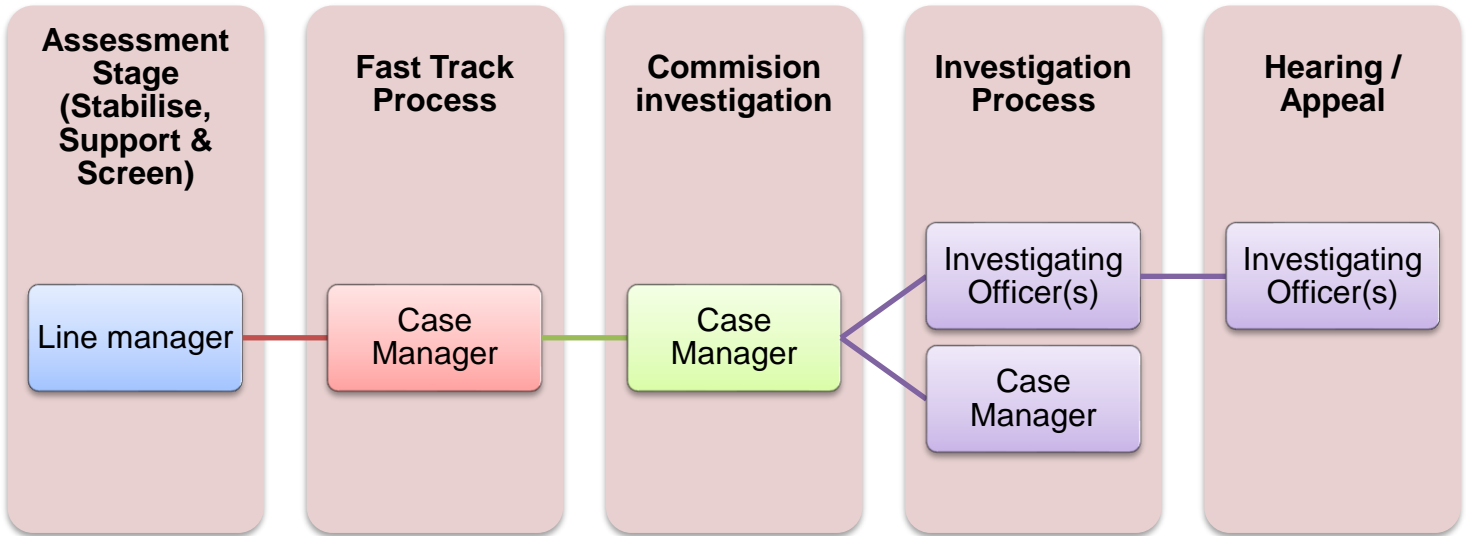 Assessment
Stage
(Stabilise,
Support &
Screen)
Line manager
Fast Track
Process
Case
Manager
Commision
investigation
Case
Manager
Investigation
Process
Investigating
Officer(s)
Case
Manager
Hearing /
Appeal
Investigating
Officer(s)